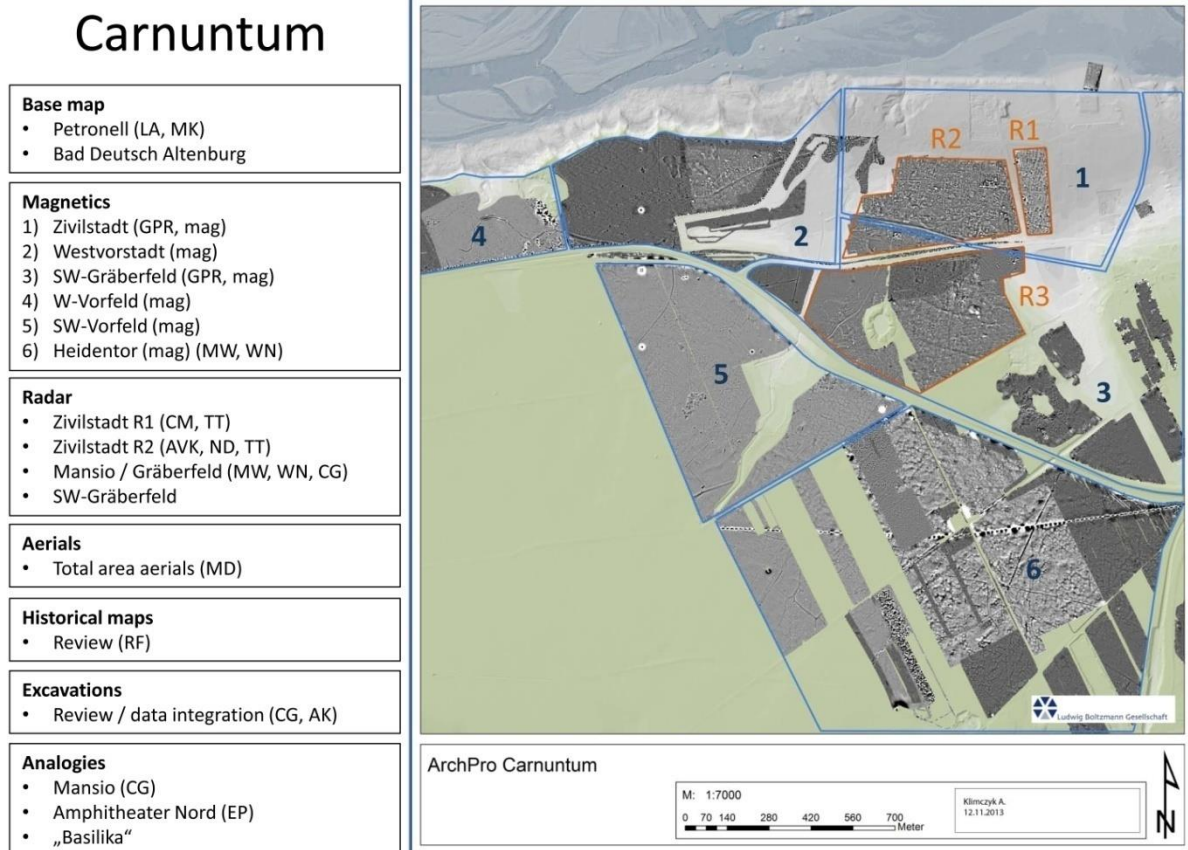 Carnuntum
Base map
• Petronell (LA, MK)
• Bad Deutsch Altenburg
Magnetics
1) Zivilstadt (GPR, mag)
2) Westvorstadt (mag)
3) SW-Gräberfeld (GPR, mag)
4) W-Vorfeld (mag)
5) SW-Vorfeld (mag)
6) Heidentor (mag) (MW, WN)
Radar
• Zivilstadt R1 (CM, TT)
• Zivilstadt R2 (AVK, ND, TT)
• Mansio / Gräberfeld (MW, WN, CG)
• SW-Gräberfeld
Aerials
• Total area aerials (MD)
Historical maps
• Review (RF)
Excavations
• Review / data integration (CG, AK)
Analogies
• Mansio (CG)
• Amphitheater Nord (EP)
• „Basilika“
R2
R1
1
4
2
R3
5
3
6
Ludwig Boltzmann Gesellschaft
ArchPro Carnuntum
M: 1:7000
0 70 140 280 420 560 700
Meter
Klimczyk A.
12.11.2013
N